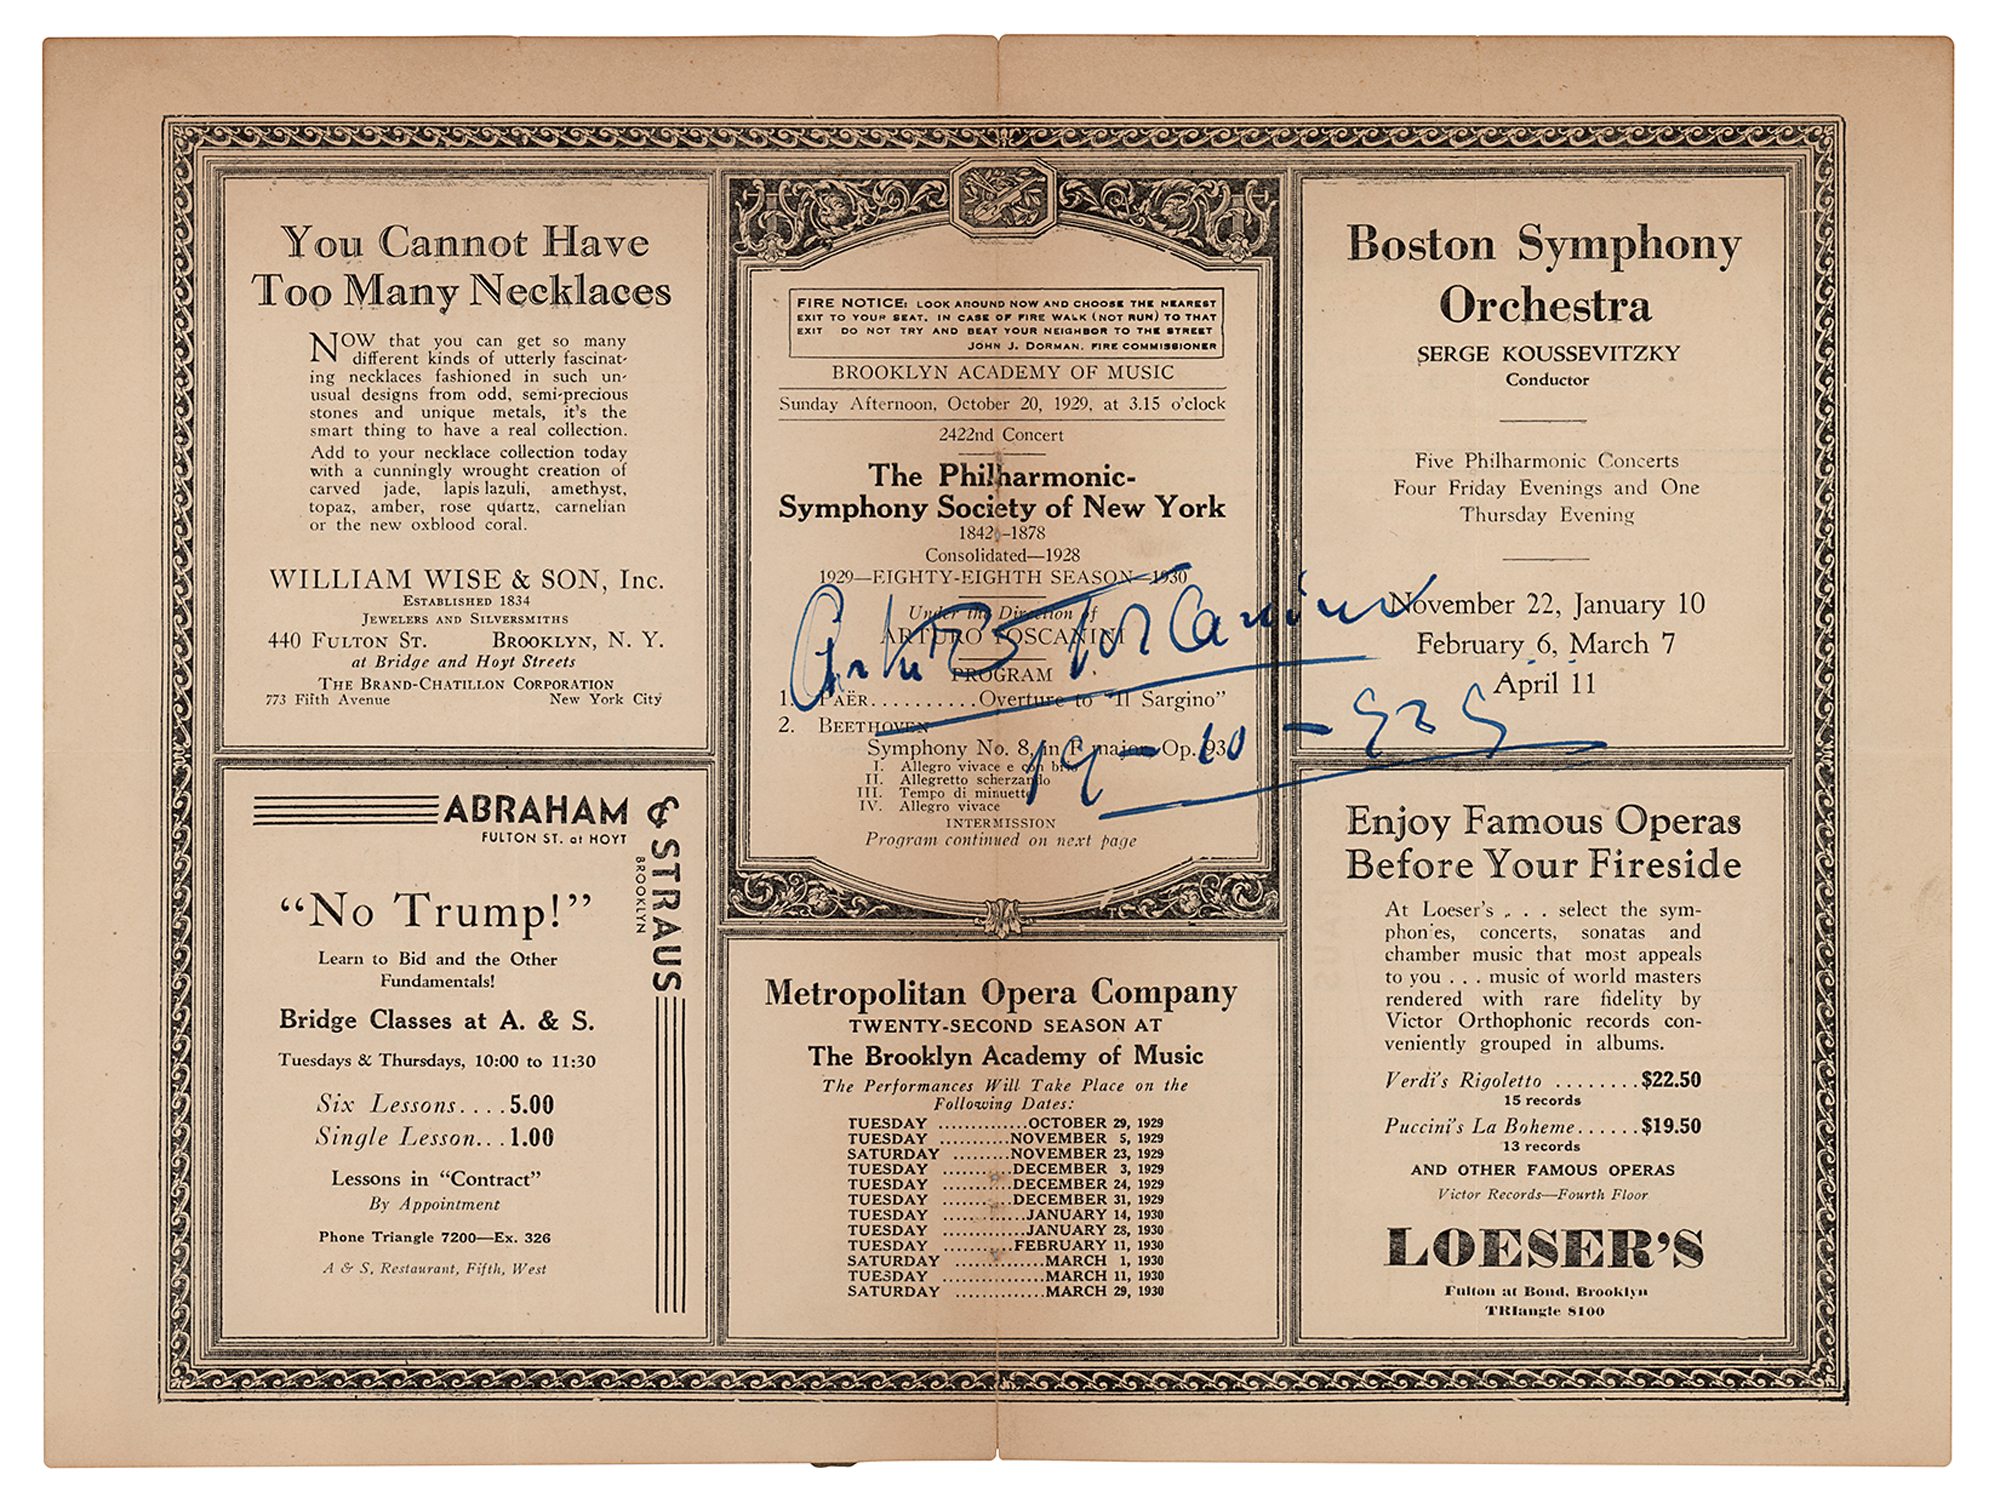 You Cannot Have
Too Many Necklaces
NOW that you can get so many
different kinds of utterly fascinat-
ing necklaces fashioned in such un-
usual designs from odd, semi-precious
stones and unique metals, it's the
smart thing to have a real collection.
Add to your necklace collection today
with a cunningly wrought creation of
carved jade, lapis lazuli, amethyst,
topaz, amber, rose quartz, carnelian
or the new oxblood coral.
WILLIAM WISE & SON, Inc.
ESTABLISHED 1834
JEWELERS AND SILVERSMITHS
440 FULTON ST. BROOKLYN, N. Y.
at Bridge and Hoyt Streets
THE BRAND-CHATILLON CORPORATION
773 Fifth Avenue New York City
ABRAHAM & STRAUS
FULTON ST. at HOYT
BROOKLYN
"No Trump!"
Learn to Bid and the Other
Fundamentals!
Bridge Classes at A. & S.
Tuesdays & Thursdays, 10:00 to 11:30
Six Lessons....5.00
Single Lesson...1.00
Lessons in "Contract"
By Appointment
Phone Triangle 7200—Ex. 326
A & S, Restaurant, Fifth, West
FIRE NOTICE: LOOK AROUND NOW AND CHOOSE THE NEAREST
EXIT TO YOUR SEAT. IN CASE OF FIRE WALK (NOT RUN) TO THAT
EXIT DO NOT TRY AND BEAT YOUR NEIGHBOR TO THE STREET
JOHN J. DORMAN, FIRE COMMISSIONER
BROOKLYN ACADEMY OF MUSIC
Sunday Afternoon, October 20, 1929, at 3.15 o'clock
2422nd Concert
The Philharmonic-
Symphony Society of New York
1842-1878
Consolidated—1928
1929—EIGHTY-EIGHTH SEASON—1930
Under the Direction of
ARTURO TOSCANINI
Arturo Toscanini
PROGRAM
1. PAËR..........Overture to "Il Sargino"
2. BEETHOVEN
Symphony No. 8, in F major, Op. 93
19-10-929
I. Allegro vivace e con brio
II. Allegretto scherzando
III. Tempo di minuetto
IV. Allegro vivace
INTERMISSION
Program continued on next page
Metropolitan Opera Company
TWENTY-SECOND SEASON AT
The Brooklyn Academy of Music
The Performances Will Take Place on the
Following Dates:
TUESDAY ..............OCTOBER 29, 1929
TUESDAY ...........NOVEMBER 5, 1929
SATURDAY .........NOVEMBER 23, 1929
TUESDAY ...........DECEMBER 3, 1929
TUESDAY ...........DECEMBER 24, 1929
TUESDAY ...........DECEMBER 31, 1929
TUESDAY .............JANUARY 14, 1930
TUESDAY .............JANUARY 28, 1930
TUESDAY ...........FEBRUARY 11, 1930
SATURDAY ..............MARCH 1, 1930
TUESDAY ................MARCH 11, 1930
SATURDAY ..............MARCH 29, 1930
Boston Symphony
Orchestra
SERGE KOUSSEVITZKY
Conductor
Five Philharmonic Concerts
Four Friday Evenings and One
Thursday Evening
November 22, January 10
February 6, March 7
April 11
Enjoy Famous Operas
Before Your Fireside
At Loeser's . . . select the sym-
phonies, concerts, sonatas and
chamber music that most appeals
to you . . . music of world masters
rendered with rare fidelity by
Victor Orthophonic records con-
veniently grouped in albums.
Verdi's Rigoletto ........$22.50
15 records
Puccini's La Boheme......$19.50
13 records
AND OTHER FAMOUS OPERAS
Victor Records—Fourth Floor
LOESER'S
Fulton at Bond, Brooklyn
TRIangle 8100